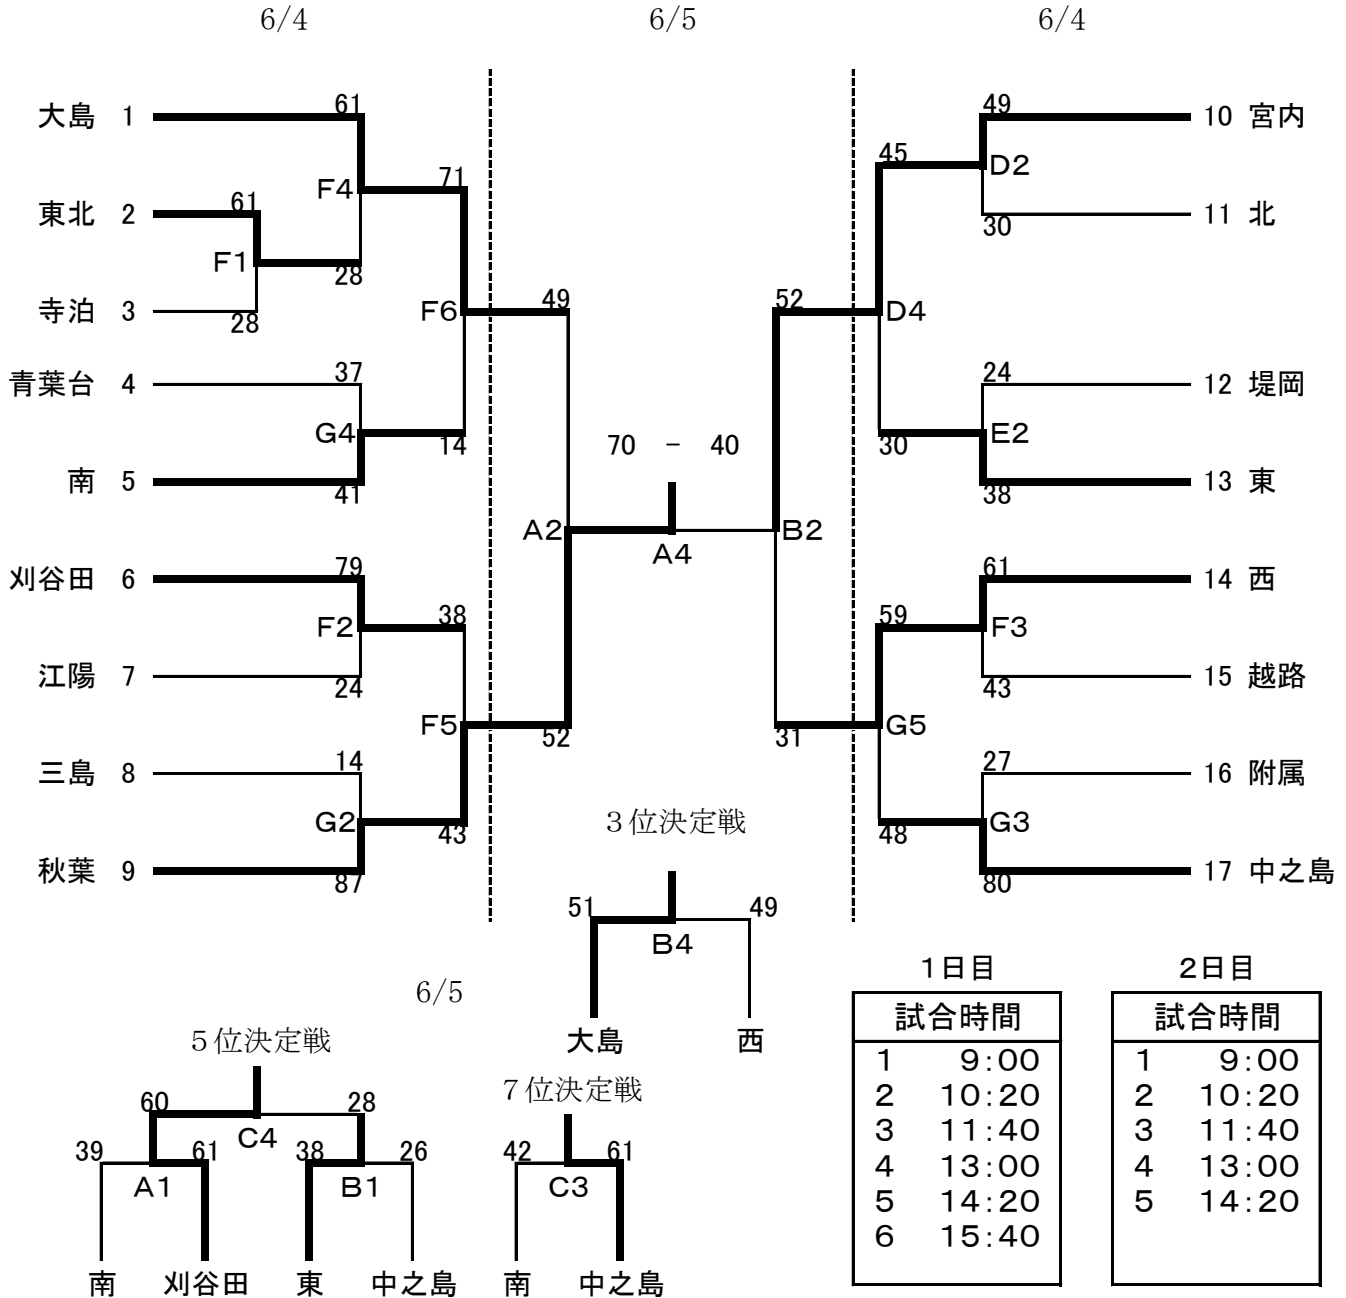 6/4 6/5 6/4
大島 1 61 49 10 宮内
F4 71 45 D2
東北 2 61 30 11 北
F1 28
寺泊 3 28 F6 49 52 D4
青葉台 4 37 24 12 堤岡
G4 14 70 － 40 30 E2
南 5 41 38 13 東
A2 A4 B2
刈谷田 6 79 61 14 西
F2 38 59 F3
江陽 7 24 43 15 越路
F5 52 31 G5
三島 8 14 27 16 附属
G2 43 3位決定戦 48 G3
秋葉 9 87 80 17 中之島
51 49
B4
大島 西
6/5
5位決定戦
60 28
C4
39 61 38 26
A1 B1
南 刈谷田 東 中之島
7位決定戦
42 61
C3
南 中之島
1日目
試合時間
1 9:00
2 10:20
3 11:40
4 13:00
5 14:20
6 15:40
2日目
試合時間
1 9:00
2 10:20
3 11:40
4 13:00
5 14:20